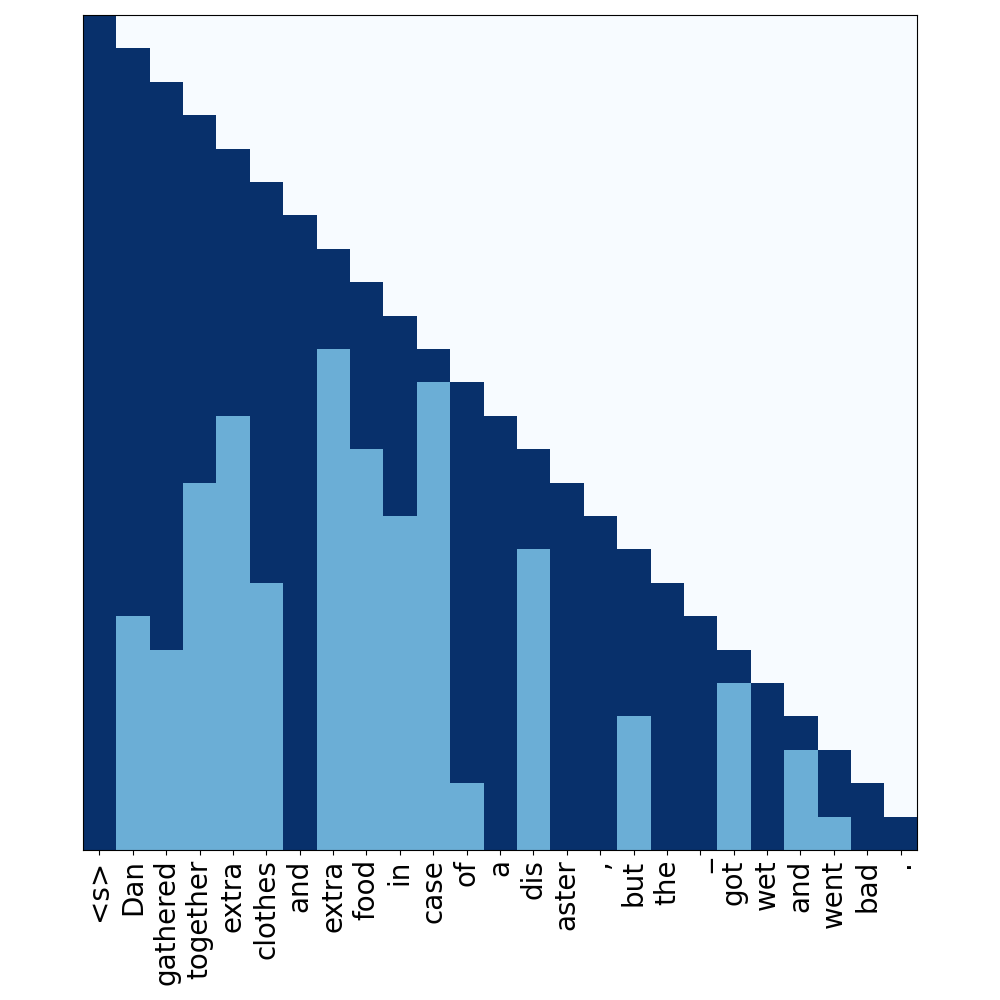 <s> Dan gathered together extra clothes and extra food in case of a dis aster , but the _ got wet and went bad .